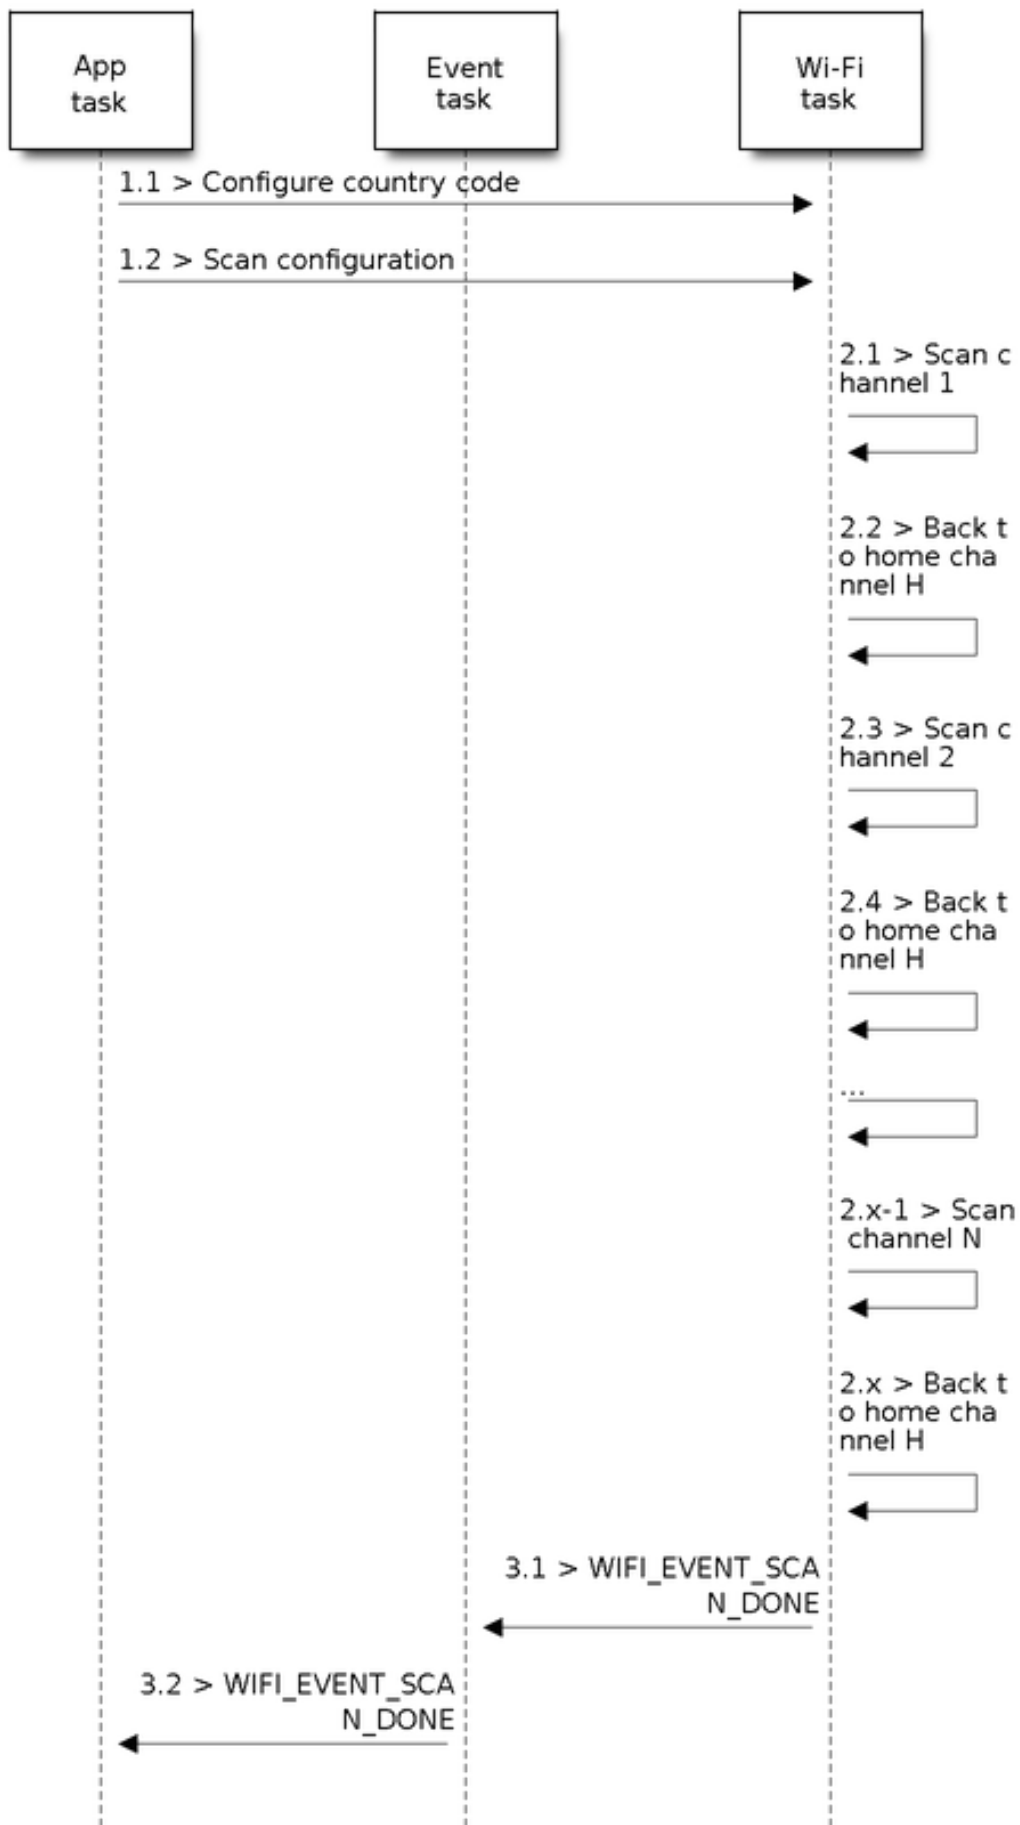 App
task
Event
task
Wi-Fi
task
1.1 > Configure country code
1.2 > Scan configuration
2.1 > Scan c
hannel 1
2.2 > Back t
o home cha
nnel H
2.3 > Scan c
hannel 2
2.4 > Back t
o home cha
nnel H
...
2.x-1 > Scan
channel N
2.x > Back t
o home cha
nnel H
3.1 > WIFI_EVENT_SCA
N_DONE
3.2 > WIFI_EVENT_SCA
N_DONE